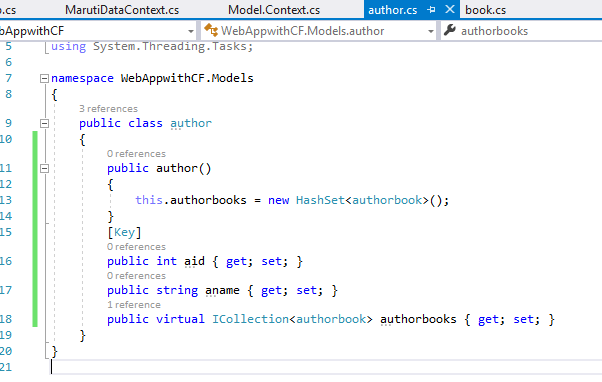 o.cs MarutiDataContext.cs Model.Context.cs author.cs book.cs
bAppwithCF WebAppwithCF.Models.author authorbooks
5 using System.Threading.Tasks;
6
7 namespace WebAppwithCF.Models
8 {
3 references
9 public class author
10 {
0 references
11 public author()
12 {
13 this.authorbooks = new HashSet<authorbook>();
14 }
15 [Key]
0 references
16 public int aid { get; set; }
0 references
17 public string aname { get; set; }
1 reference
18 public virtual ICollection<authorbook> authorbooks { get; set; }
19 }
20 }
21